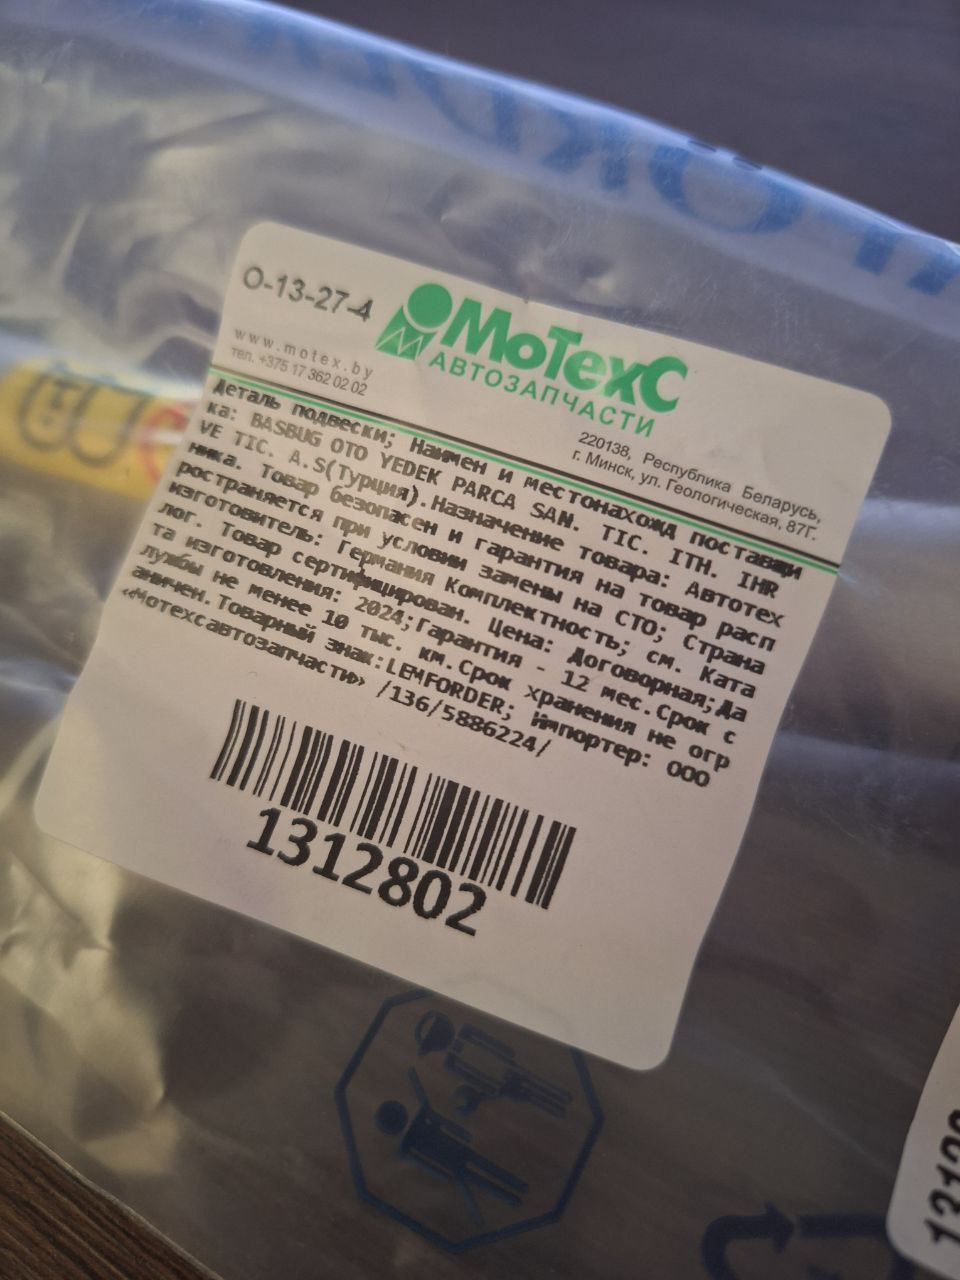 О-13-27-4
МоТехС
АВТОЗАПЧАСТИ
www.motex.by
тел. +375 17 362 02 02
220138, Республика Беларусь,
г. Минск, ул. Геологическая, 87Г.
Деталь подвески; Наимен и местонахожд поставщи
ка: BASBUG OTO YEDEK PARCA SAN. TIC. ITH. IHR
VE TIC. A.S(Турция).Назначение товара: Автотех
ника. Товар безопасен и гарантия на товар расп
ространяется при условии замены на СТО; Страна
изготовитель: Германия Комплектность; см. Ката
лог. Товар сертифицирован. Цена: Договорная;Да
та изготовления: 2024;Гарантия - 12 мес.Срок с
лужбы не менее 10 тыс. км.Срок хранения не огр
аничен.Товарный знак:LEMFORDER; Импортер: ООО
«Мотехсавтозапчасти» /136/5886224/
1312802